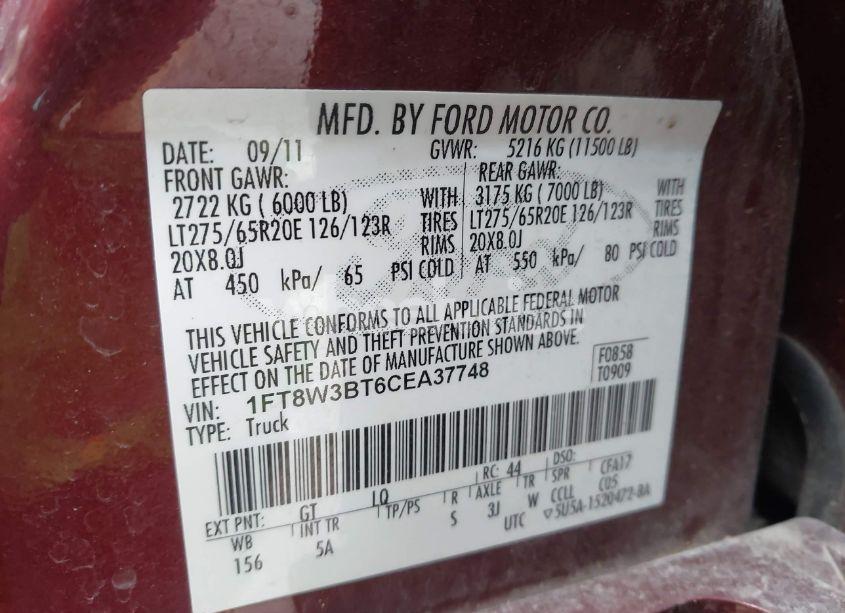 MFD. BY FORD MOTOR CO.
DATE: 09/11 GVWR: 5216 KG (11500 LB)
FRONT GAWR: REAR GAWR:
2722 KG ( 6000 LB) WITH 3175 KG ( 7000 LB) WITH
LT275/65R20E 126/123R TIRES LT275/65R20E 126/123R TIRES
20X8.0J RIMS 20X8.0J RIMS
AT 450 kPa/ 65 PSI COLD AT 550 kPa/ 80 PSI COLD
THIS VEHICLE CONFORMS TO ALL APPLICABLE FEDERAL MOTOR
VEHICLE SAFETY AND THEFT PREVENTION STANDARDS IN
EFFECT ON THE DATE OF MANUFACTURE SHOWN ABOVE.
F0858
T0909
VIN: 1FT8W3BT6CEA37748
TYPE: Truck
EXT PNT: GT LQ RC: 44 DSO:
WB INT TR TP/PS R AXLE TR SPR CFA17
156 5A S 3J W CCLL C05
UTC ▽5U5A-1520472-BA